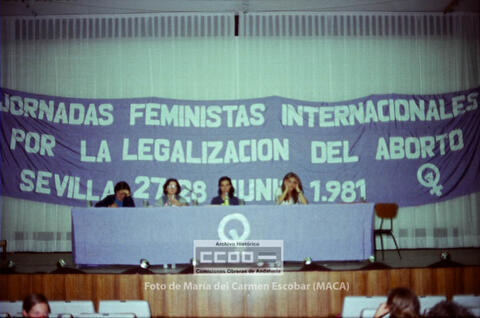 JORNADAS FEMINISTAS INTERNACIONALES
POR LA LEGALIZACION DEL ABORTO
SEVILLA 27-28 JUNIO 1.981
Archivo Histórico
CCOO
Comisiones Obreras de Andalucía
Foto de María del Carmen Escobar (MACA)